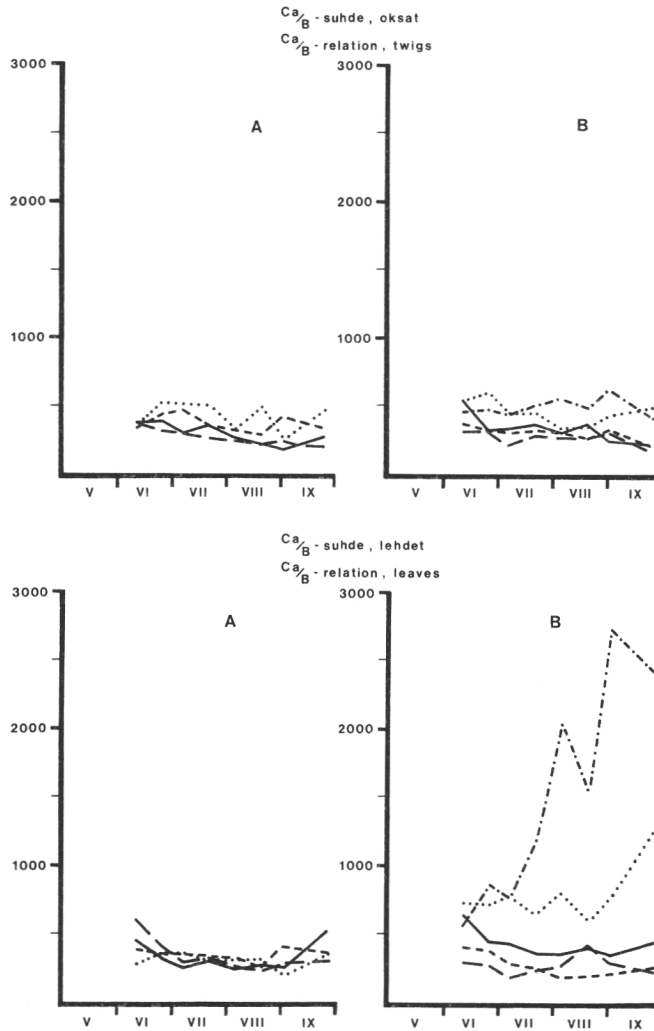 Ca/B - suhde, oksat
Ca/B - relation, twigs
3000
2000
1000
A
V VI VII VIII IX
3000
2000
1000
B
V VI VII VIII IX
Ca/B - suhde, lehdet
Ca/B - relation, leaves
3000
2000
1000
A
V VI VII VIII IX
3000
2000
1000
B
V VI VII VIII IX